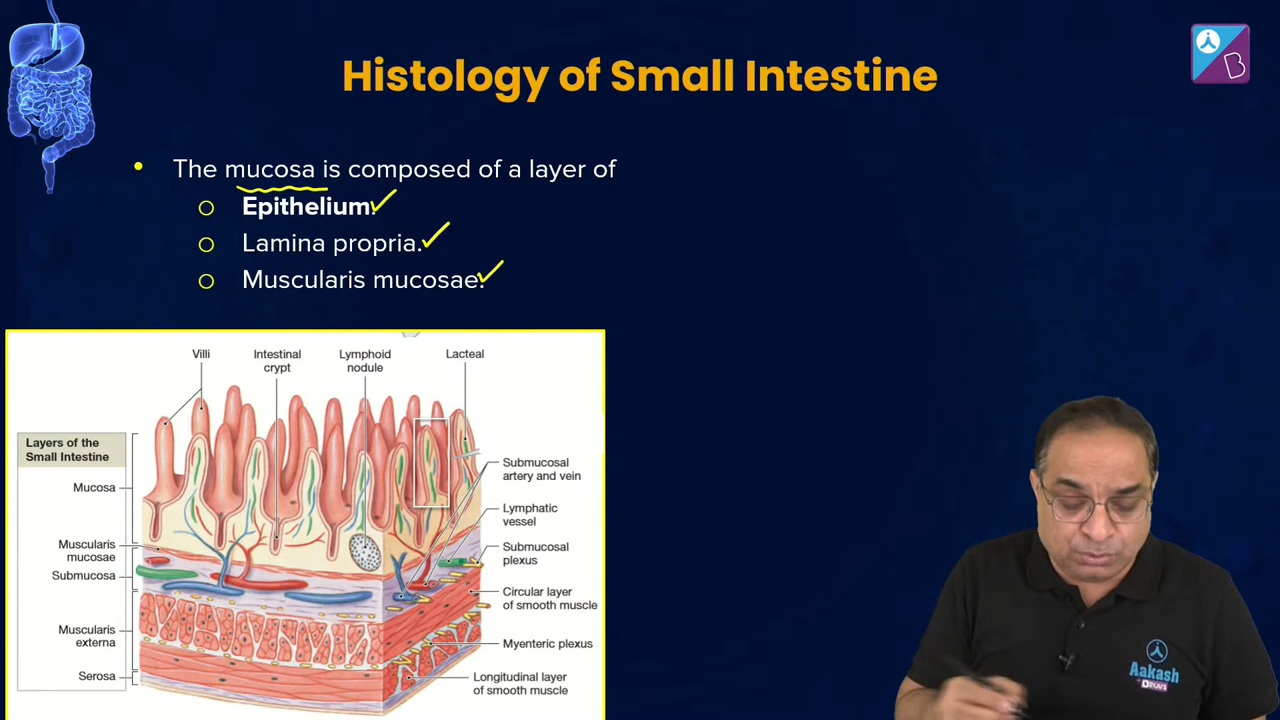 Histology of Small Intestine
• The mucosa is composed of a layer of
o Epithelium.
o Lamina propria.
o Muscularis mucosae.
Villi
Intestinal
crypt
Lymphoid
nodule
Lacteal
Layers of the
Small Intestine
Mucosa
Muscularis
mucosae
Submucosa
Muscularis
externa
Serosa
Submucosal
artery and vein
Lymphatic
vessel
Submucosal
plexus
Circular layer
of smooth muscle
Myenteric plexus
Longitudinal layer
of smooth muscle
B
Aakash